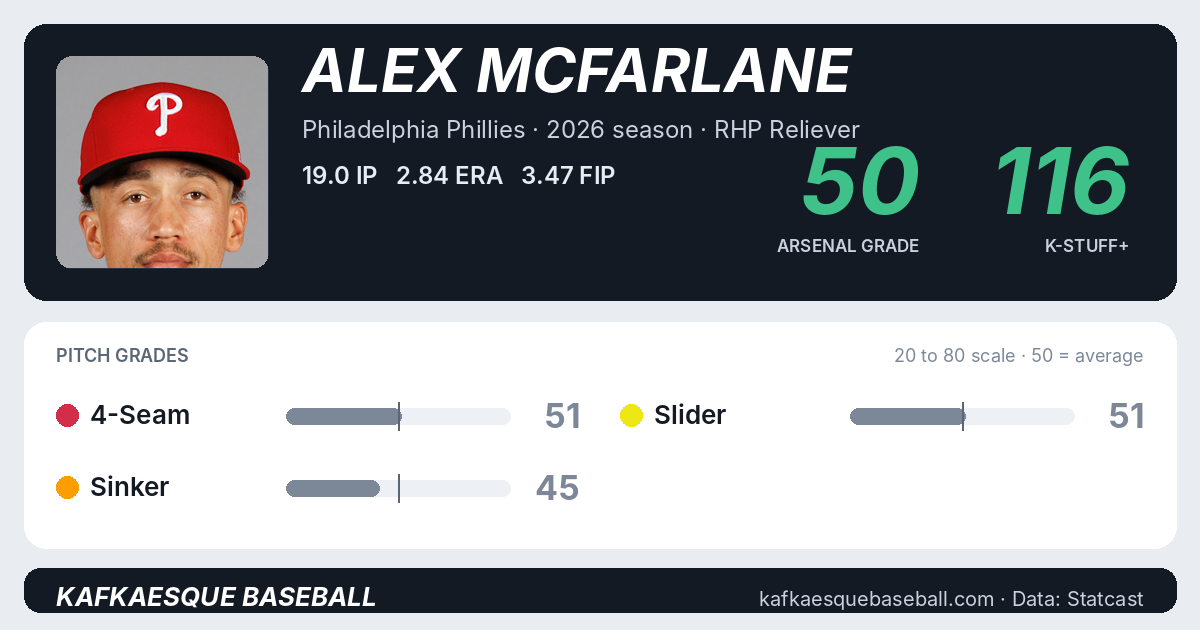 ALEX MCFARLANE
Philadelphia Phillies · 2026 season · RHP Reliever
19.0 IP 2.84 ERA 3.47 FIP
50 116
ARSENAL GRADE K-STUFF+
P
PITCH GRADES 20 to 80 scale · 50 = average
4-Seam 51 Slider 51
Sinker 45
KAFKAESQUE BASEBALL kafkaesquebaseball.com · Data: Statcast